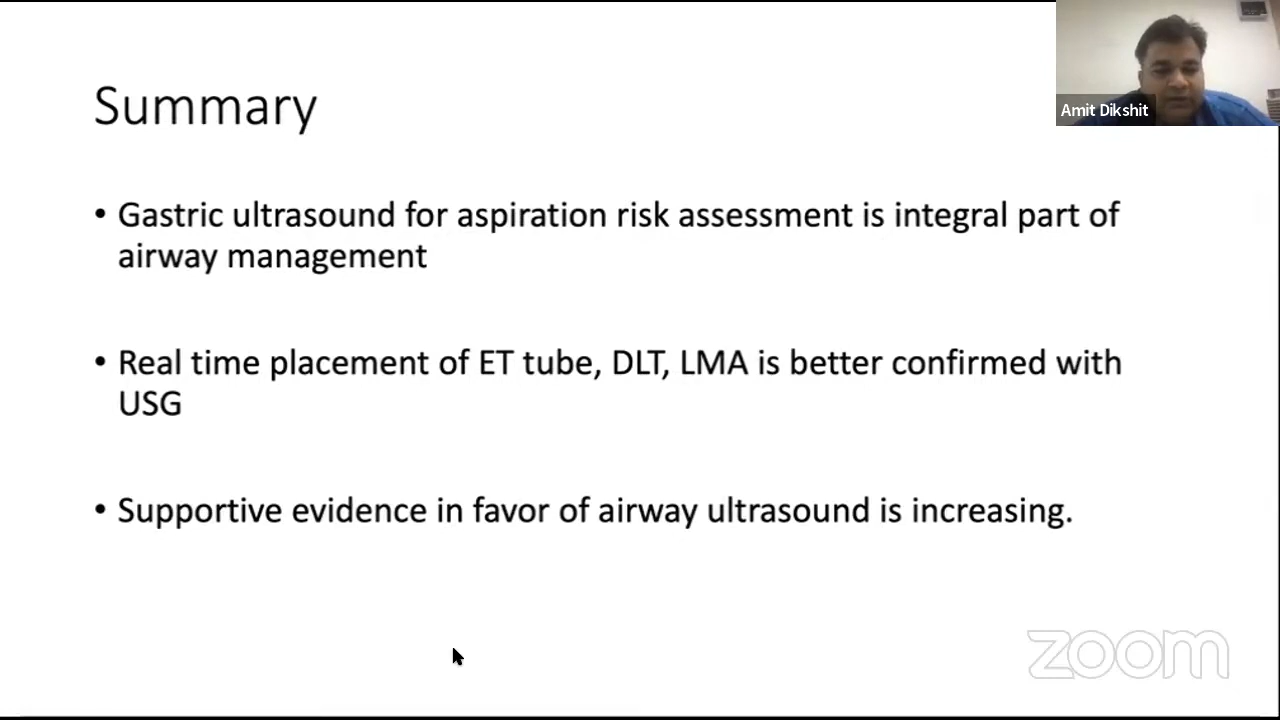 Amit Dikshit
Summary
• Gastric ultrasound for aspiration risk assessment is integral part of
airway management
• Real time placement of ET tube, DLT, LMA is better confirmed with
USG
• Supportive evidence in favor of airway ultrasound is increasing.
zoom